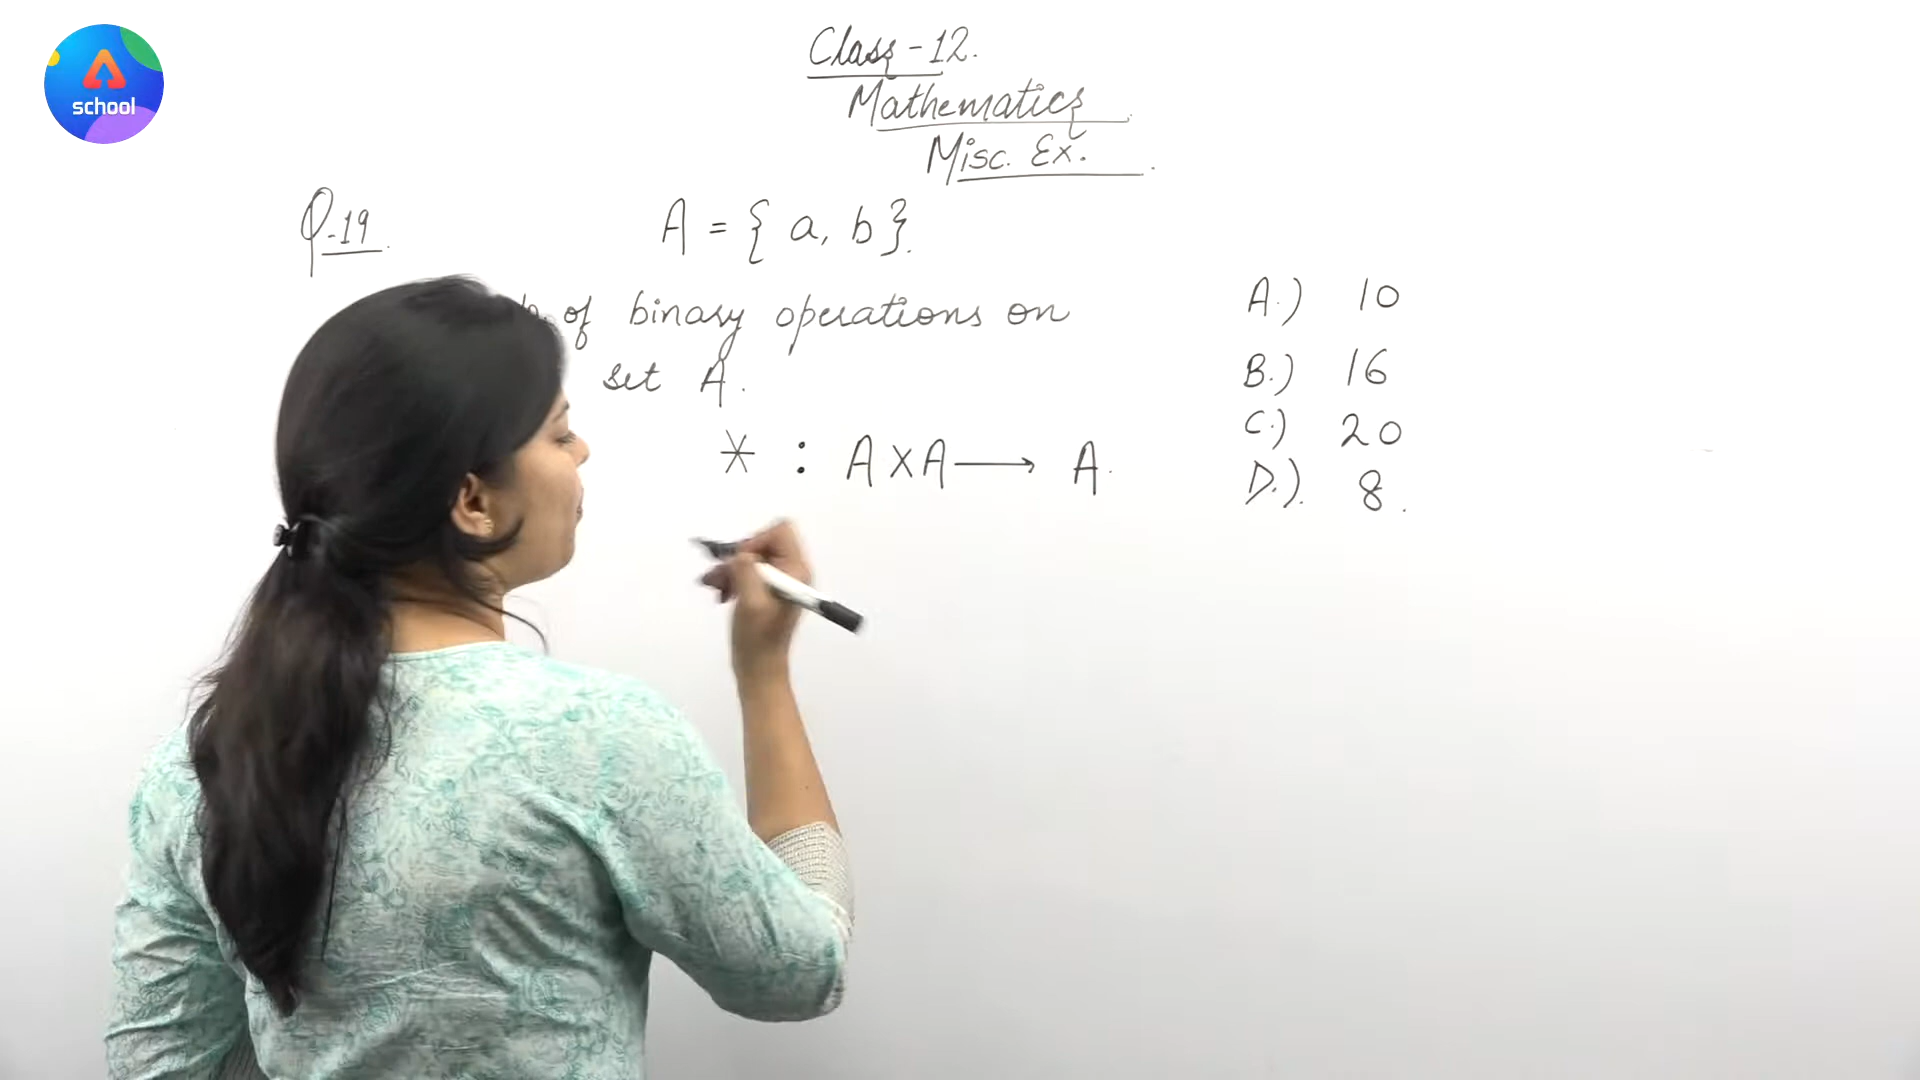 school
Class-12.
Mathematics
Misc. Ex.
Q.19
A = { a, b }.
of binary operations on
set A.
* : A X A ⟶ A.
A.) 10
B.) 16
C.) 20
D.). 8.